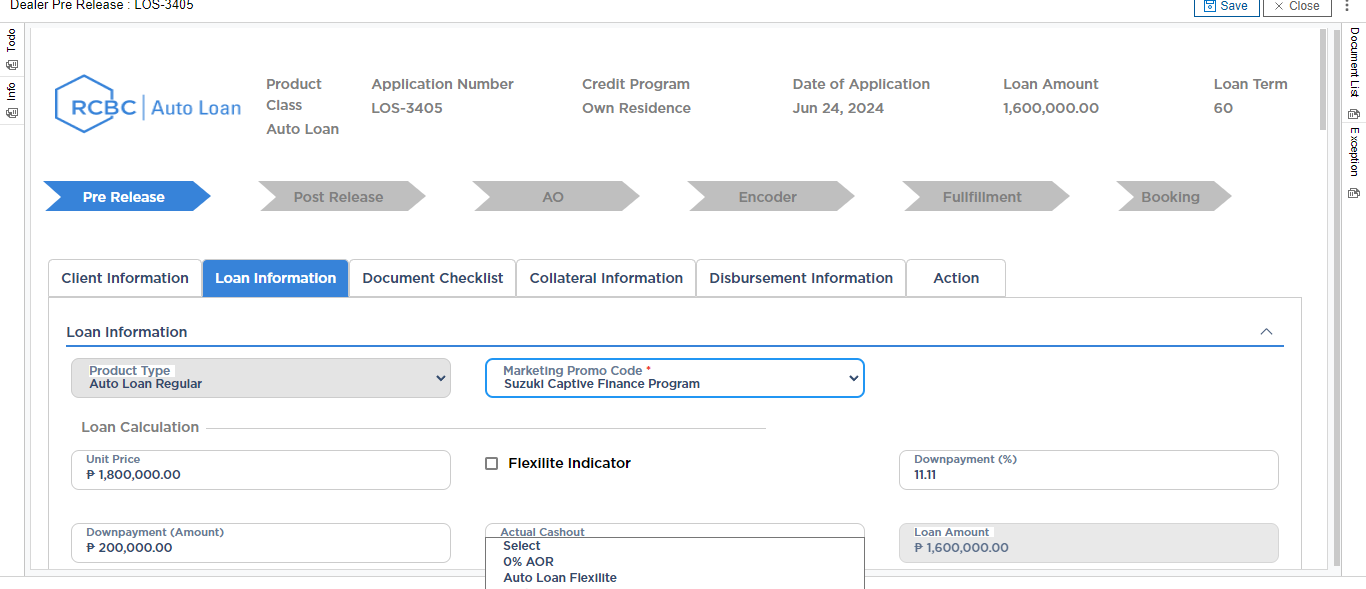 Dealer Pre Release : LOS-3405
Save
Close
Todo
Info
Document List
Exception
RCBC Auto Loan
Product Class
Auto Loan
Application Number
LOS-3405
Credit Program
Own Residence
Date of Application
Jun 24, 2024
Loan Amount
1,600,000.00
Loan Term
60
Pre Release
Post Release
AO
Encoder
Fullfillment
Booking
Client Information
Loan Information
Document Checklist
Collateral Information
Disbursement Information
Action
Loan Information
Product Type
Auto Loan Regular
Marketing Promo Code *
Suzuki Captive Finance Program
Loan Calculation
Unit Price
₱ 1,800,000.00
Flexilite Indicator
Downpayment (%)
11.11
Downpayment (Amount)
₱ 200,000.00
Actual Cashout
Select
0% AOR
Auto Loan Flexilite
Loan Amount
₱ 1,600,000.00